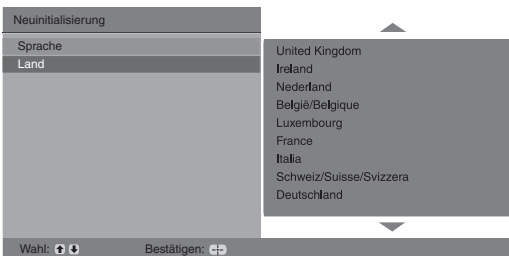 Neuinitialisierung
Sprache
Land
United Kingdom
Ireland
Nederland
België/Belgique
Luxembourg
France
Italia
Schweiz/Suisse/Svizzera
Deutschland
Wahl: Bestätigen: